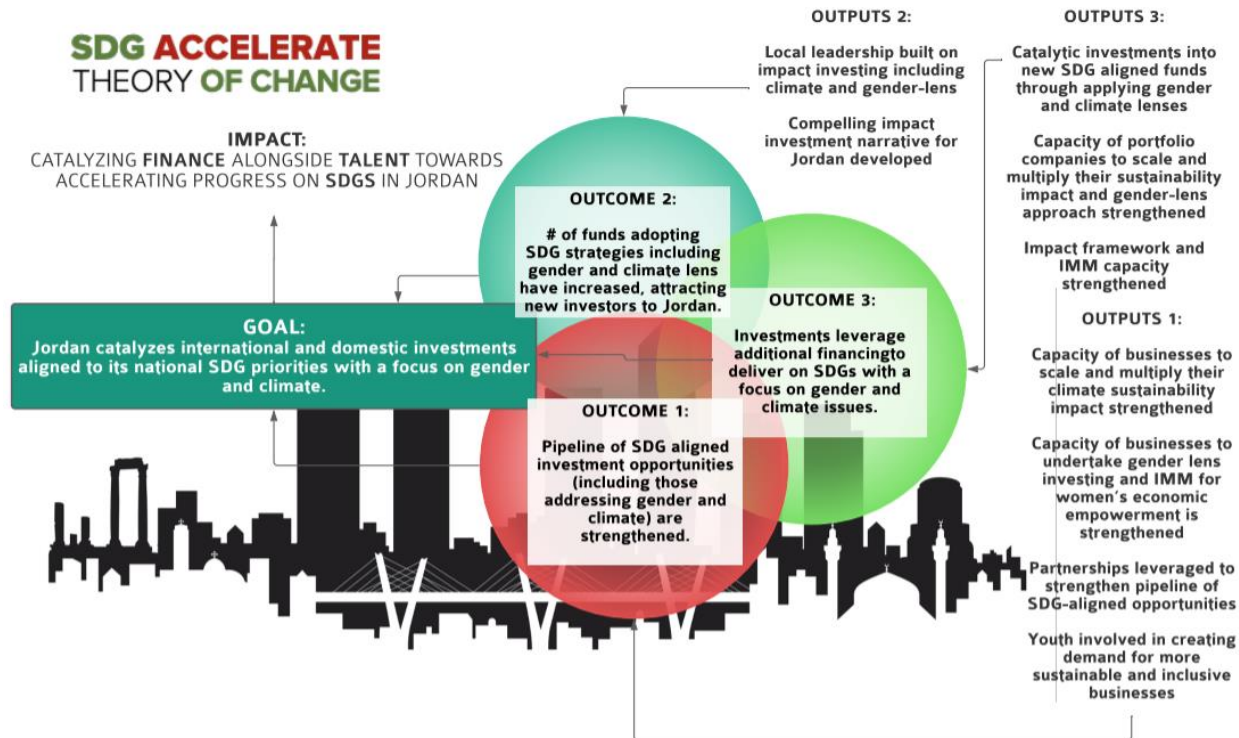 SDG ACCELERATE
THEORY OF CHANGE
IMPACT:
CATALYZING FINANCE ALONGSIDE TALENT TOWARDS
ACCELERATING PROGRESS ON SDGS IN JORDAN
GOAL:
Jordan catalyzes international and domestic investments
aligned to its national SDG priorities with a focus on gender
and climate.
OUTCOME 2:
# of funds adopting
SDG strategies including
gender and climate lens
have increased, attracting
new investors to Jordan.
OUTCOME 3:
Investments leverage
additional financingto
deliver on SDGs with a
focus on gender and
climate issues.
OUTCOME 1:
Pipeline of SDG aligned
investment opportunities
(including those
addressing gender and
climate) are
strengthened.
OUTPUTS 2:
Local leadership built on
impact investing including
climate and gender-lens
Compelling impact
investment narrative for
Jordan developed
OUTPUTS 3:
Catalytic investments into
new SDG aligned funds
through applying gender
and climate lenses
Capacity of portfolio
companies to scale and
multiply their sustainability
impact and gender-lens
approach strengthened
Impact framework and
IMM capacity
strengthened
OUTPUTS 1:
Capacity of businesses to
scale and multiply their
climate sustainability
impact strengthened
Capacity of businesses to
undertake gender lens
investing and IMM for
women's economic
empowerment is
strengthened
Partnerships leveraged to
strengthen pipeline of
SDG-aligned opportunities
Youth involved in creating
demand for more
sustainable and inclusive
businesses